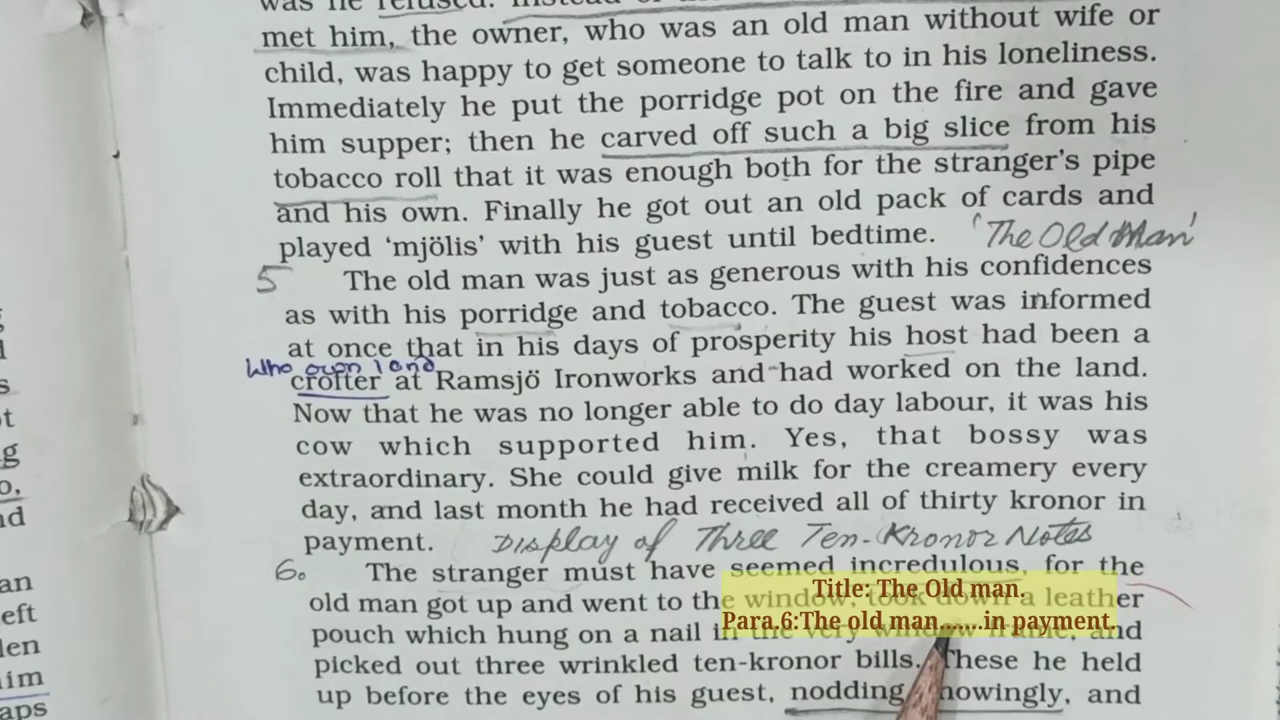 was he refused. Instead of
met him, the owner, who was an old man without wife or
child, was happy to get someone to talk to in his loneliness.
Immediately he put the porridge pot on the fire and gave
him supper; then he carved off such a big slice from his
tobacco roll that it was enough both for the stranger's pipe
and his own. Finally he got out an old pack of cards and
played ‘mjölis’ with his guest until bedtime. 'The Old Man'
5 The old man was just as generous with his confidences
as with his porridge and tobacco. The guest was informed
at once that in his days of prosperity his host had been a
Who own land
crofter at Ramsjö Ironworks and had worked on the land.
Now that he was no longer able to do day labour, it was his
cow which supported him. Yes, that bossy was
extraordinary. She could give milk for the creamery every
day, and last month he had received all of thirty kronor in
payment. Display of Three Ten-Kronor Notes
6. The stranger must have seemed incredulous, for the
old man got up and went to the window, took down a leather
Title: The Old man.
pouch which hung on a nail in the very window frame, and
Para.6:The old man.......in payment.
picked out three wrinkled ten-kronor bills. These he held
up before the eyes of his guest, nodding knowingly, and